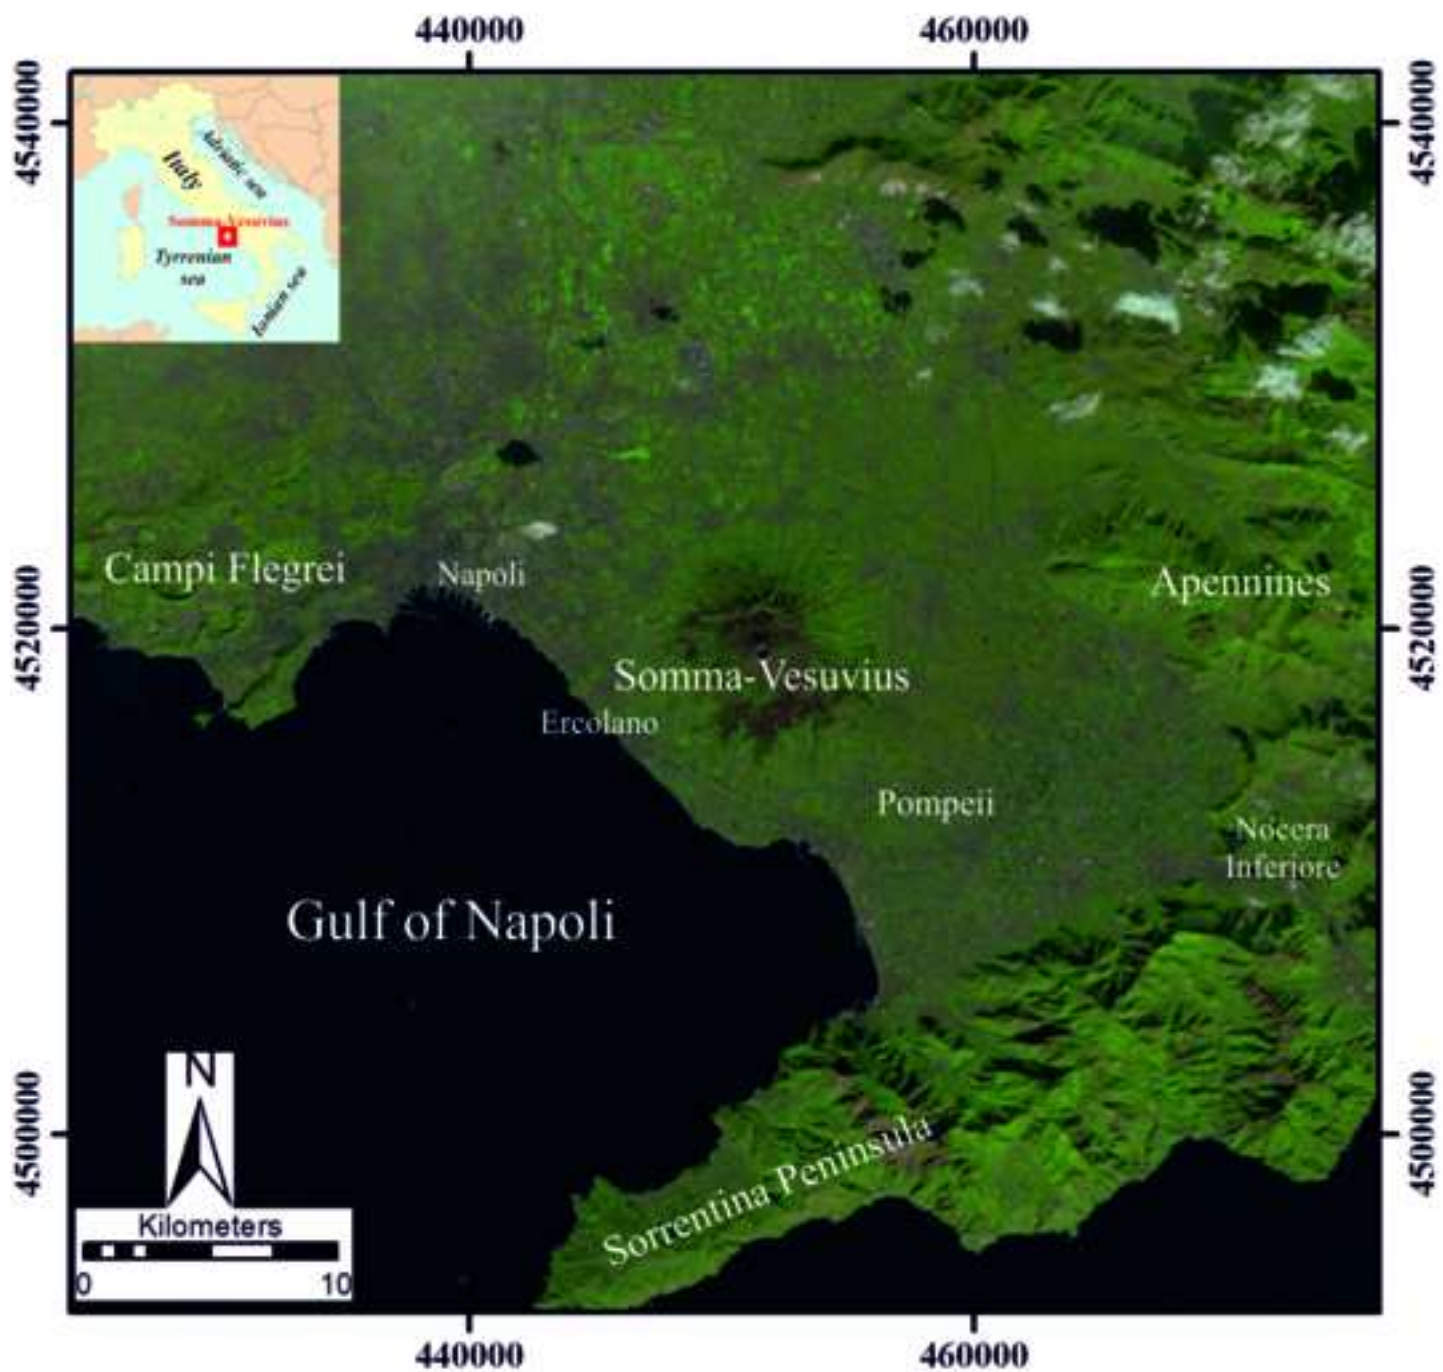 440000
460000
4540000
4540000
Adriatic sea
Italy
Somma-Vesuvius
Tyrrenian
sea
Ionian sea
Campi Flegrei
Napoli
Apennines
4520000
4520000
Somma-Vesuvius
Ercolano
Pompeii
Nocera
Inferiore
Gulf of Napoli
N
4500000
4500000
Sorrentina Peninsula
Kilometers
0
10
440000
460000